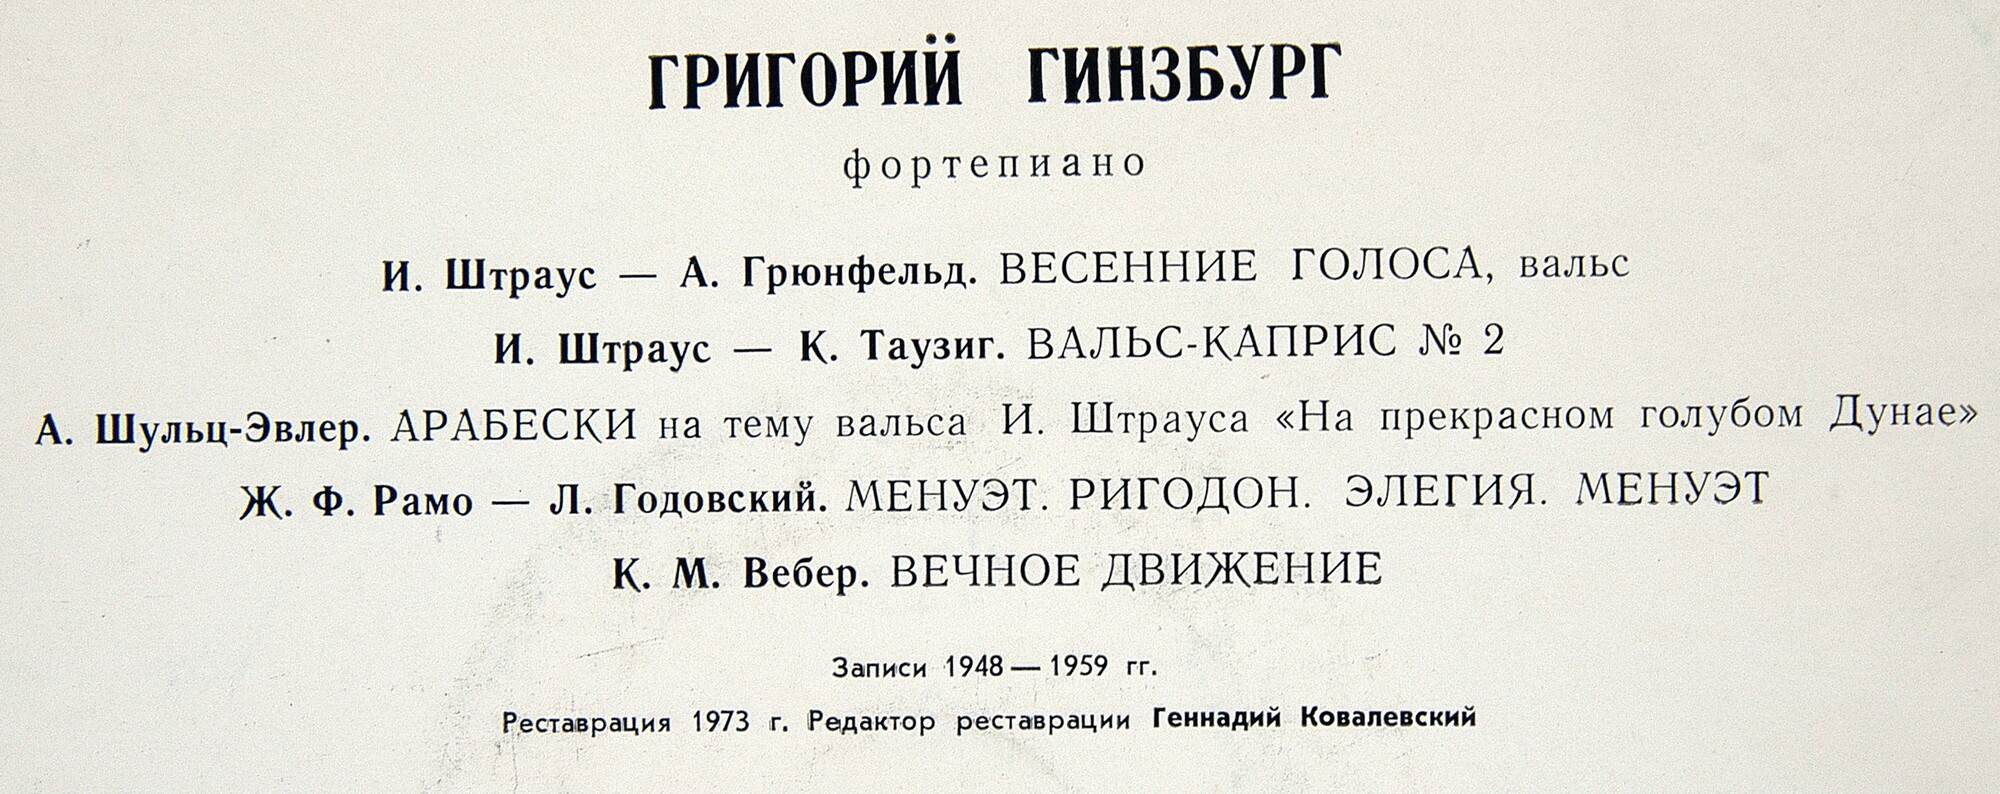 ГРИГОРИЙ ГИНЗБУРГ
фортепиано
И. Штраус — А. Грюнфельд. ВЕСЕННИЕ ГОЛОСА, вальс
И. Штраус — К. Таузиг. ВАЛЬС-КАПРИС № 2
А. Шульц-Эвлер. АРАБЕСКИ на тему вальса И. Штрауса «На прекрасном голубом Дунае»
Ж. Ф. Рамо — Л. Годовский. МЕНУЭТ. РИГОДОН. ЭЛЕГИЯ. МЕНУЭТ
К. М. Вебер. ВЕЧНОЕ ДВИЖЕНИЕ
Записи 1948 — 1959 гг.
Реставрация 1973 г. Редактор реставрации Геннадий Ковалевский